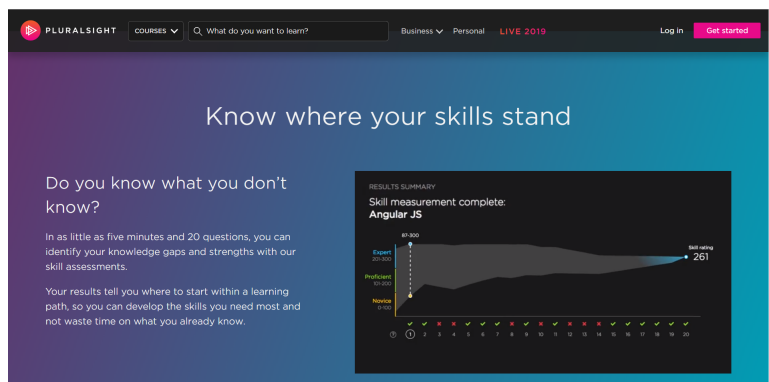 PLURALSIGHT COURSES What do you want to learn? Business Personal LIVE 2019 Log in Get started
Know where your skills stand
Do you know what you don't
know?
In as little as five minutes and 20 questions, you can
identify your knowledge gaps and strengths with our
skill assessments.
Your results tell you where to start within a learning
path, so you can develop the skills you need most and
not waste time on what you already know.
RESULTS SUMMARY
Skill measurement complete:
Angular JS
87-300
Expert
20-300
Skill rating
261
Proficient
101-200
Novice
0-100
1 2 3 4 5 6 7 8 9 10 11 12 13 14 15 16 17 18 19 20